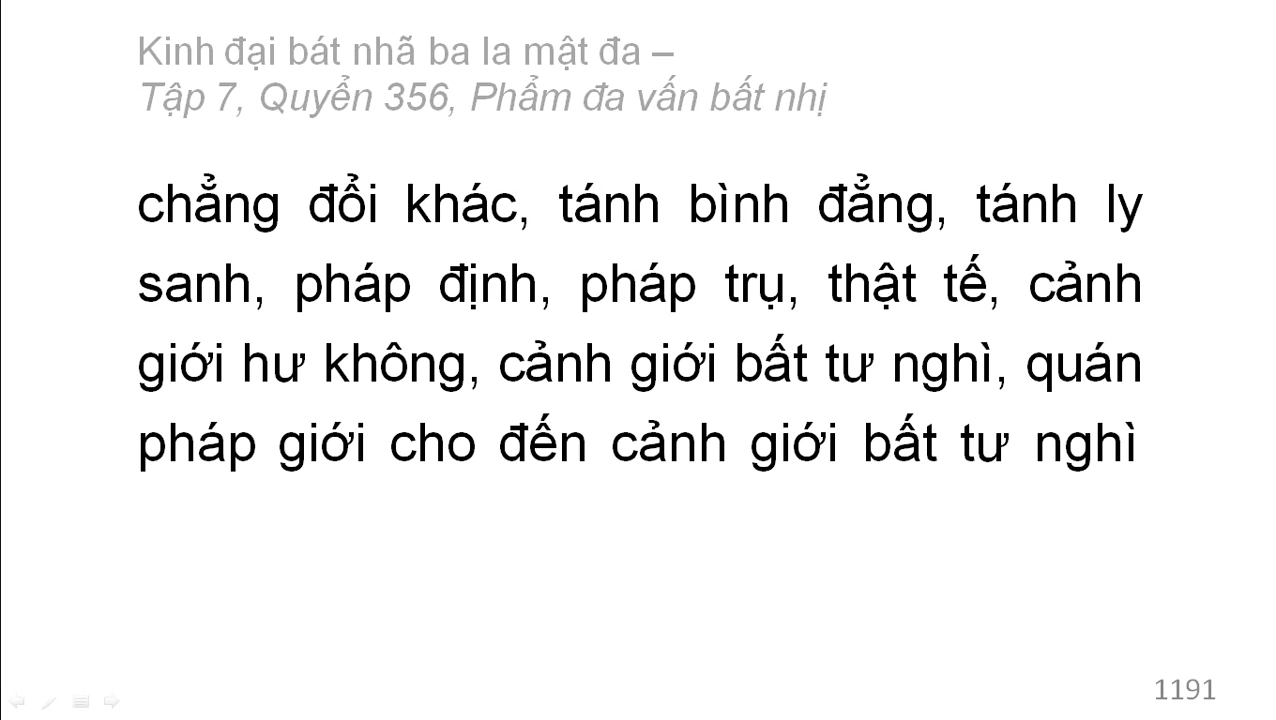 Kinh đại bát nhã ba la mật đa –
Tập 7, Quyển 356, Phẩm đa vấn bất nhị
chẳng đổi khác, tánh bình đẳng, tánh ly
sanh, pháp định, pháp trụ, thật tế, cảnh
giới hư không, cảnh giới bất tư nghì, quán
pháp giới cho đến cảnh giới bất tư nghì
1191